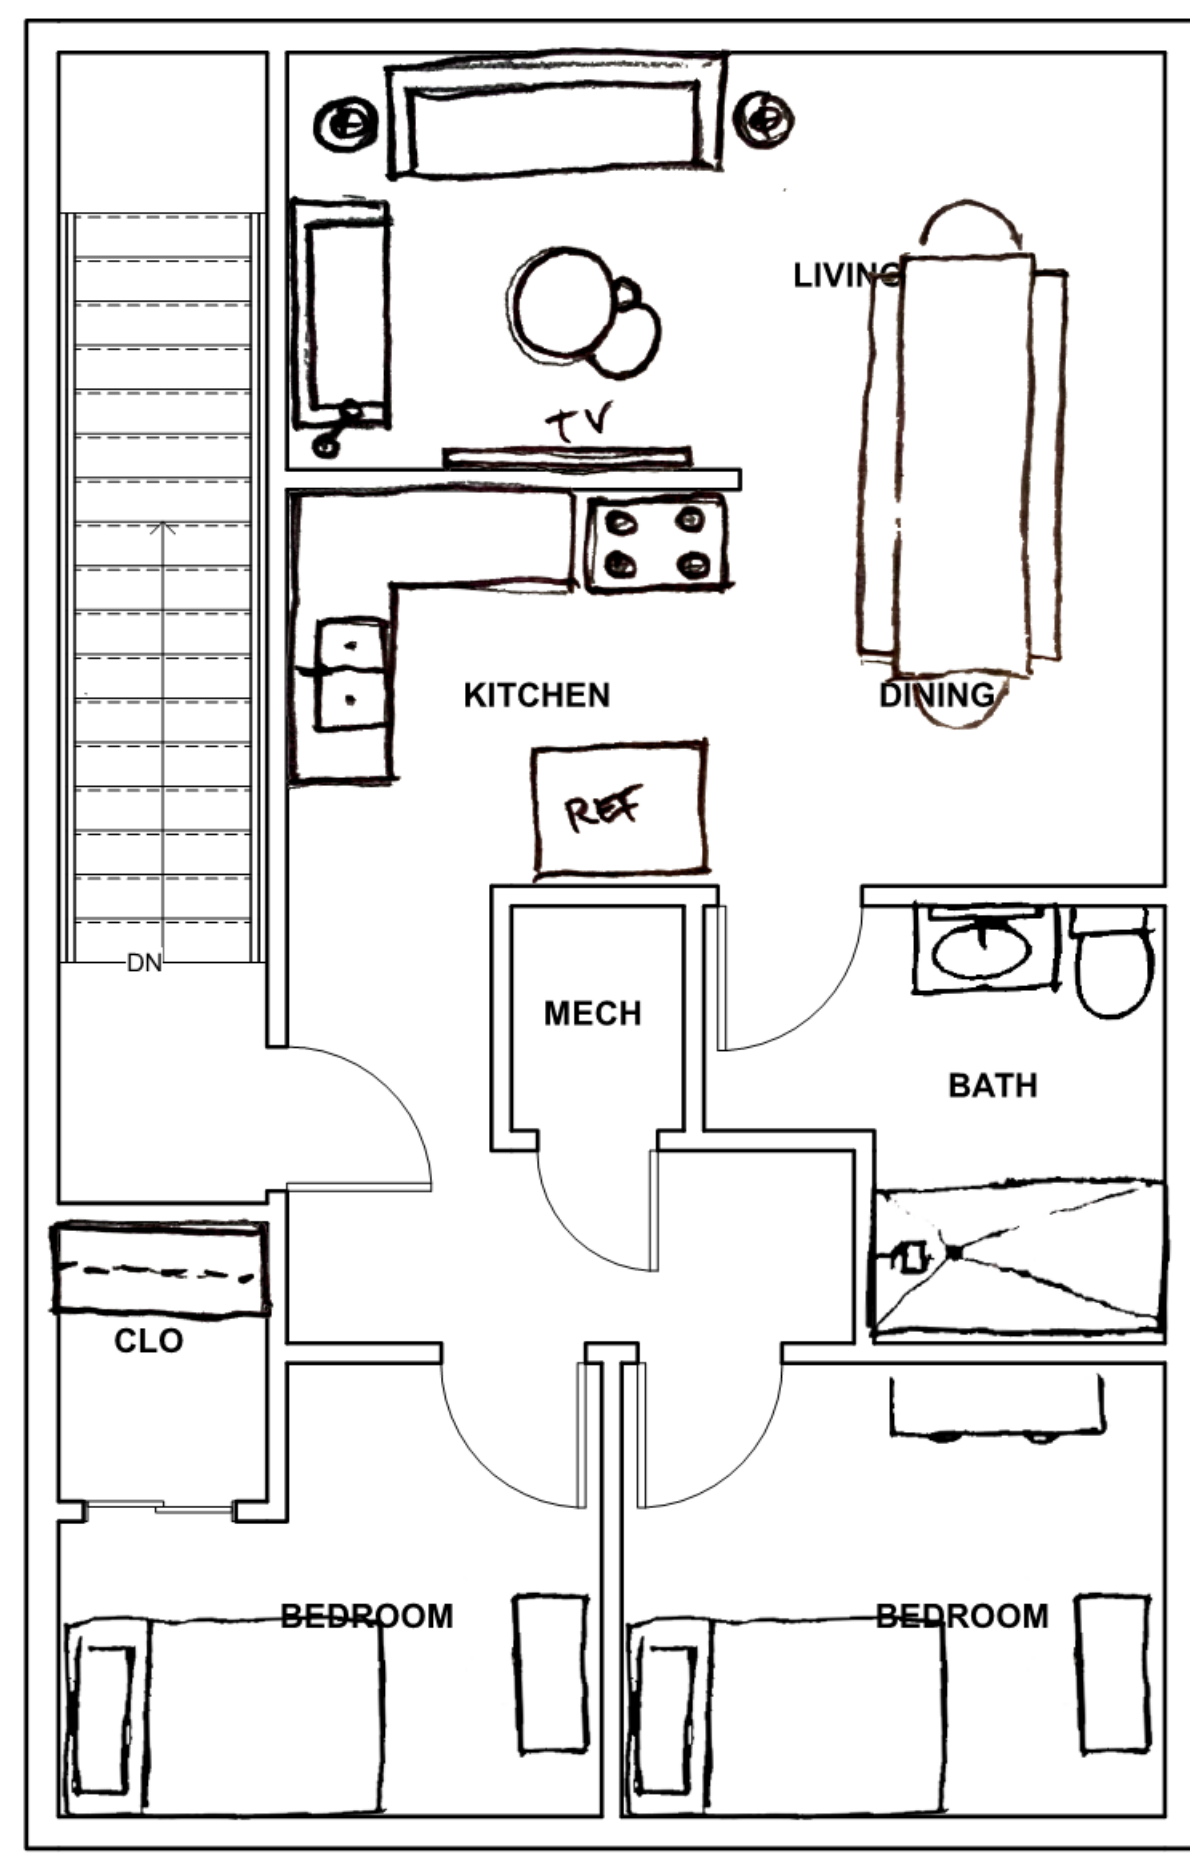 LIVING
TV
KITCHEN
DINING
REF
DN
MECH
BATH
CLO
BEDROOM
BEDROOM